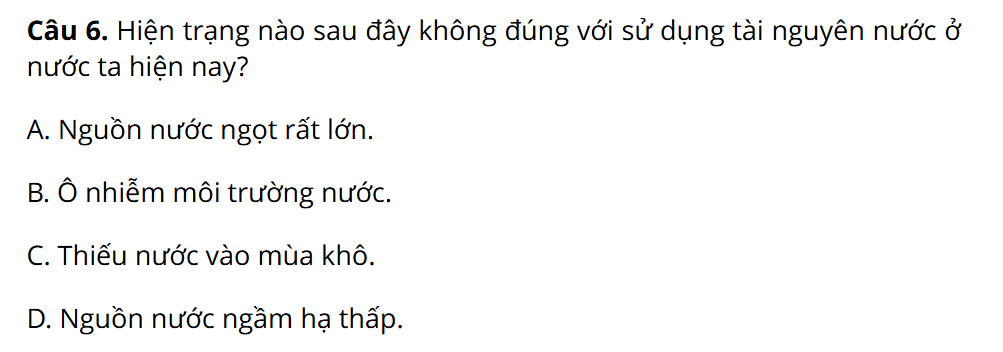 Câu 6. Hiện trạng nào sau đây không đúng với sử dụng tài nguyên nước ở
nước ta hiện nay?
A. Nguồn nước ngọt rất lớn.
B. Ô nhiễm môi trường nước.
C. Thiếu nước vào mùa khô.
D. Nguồn nước ngầm hạ thấp.